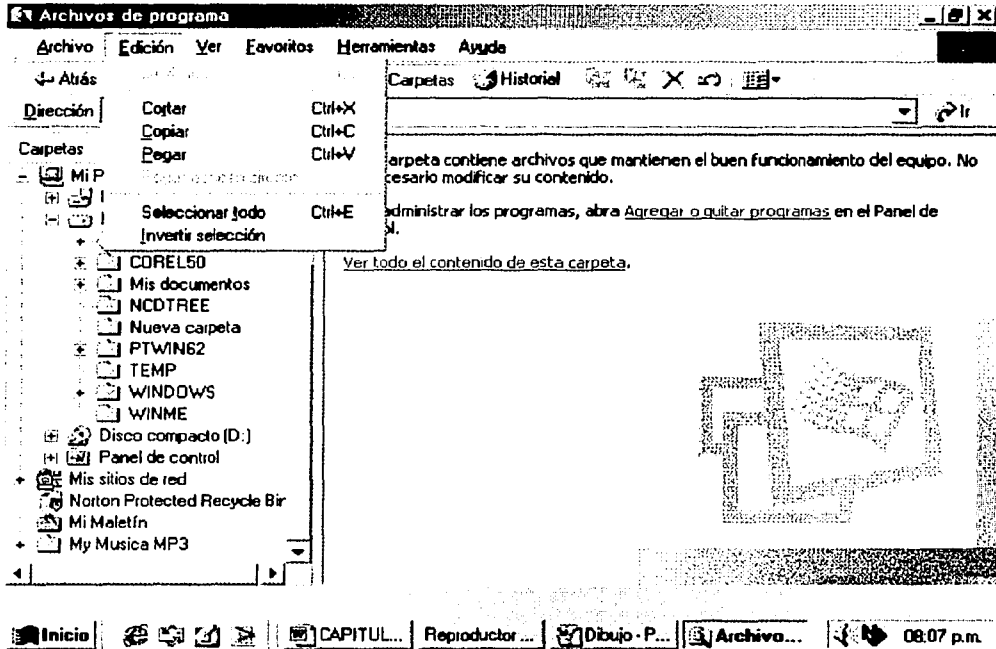 Archivos de programa
Archivo Edición Ver Favoritos Herramientas Ayuda
Atrás Carpetas Historial
Dirección Ir
Cortar Ctrl+X
Copiar Ctrl+C
Pegar Ctrl+V
Seleccionar todo Ctrl+E
Invertir selección
Carpetas
Mi P
COREL50
Mis documentos
NCDTREE
Nueva carpeta
PTWIN62
TEMP
WINDOWS
WINME
Disco compacto (D:)
Panel de control
Mis sitios de red
Norton Protected Recycle Bir
Mi Maletín
My Musica MP3
arpeta contiene archivos que mantienen el buen funcionamiento del equipo. No
cesario modificar su contenido.
dministrar los programas, abra Agregar o quitar programas en el Panel de
l.
Ver todo el contenido de esta carpeta.
Inicio CAPITUL... Reproductor ... Dibujo - P... Archivo... 08:07 p.m.